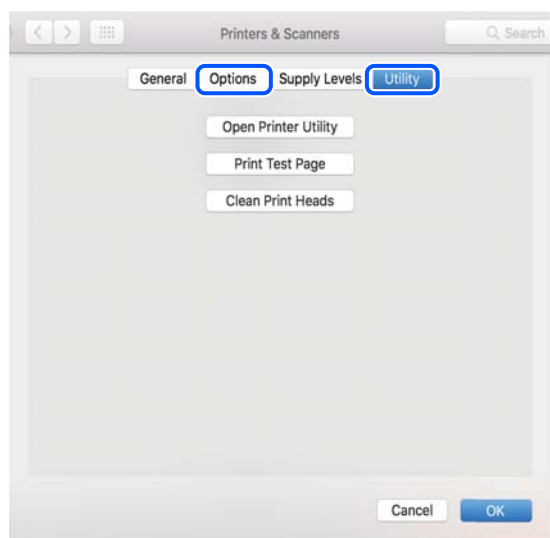 Printers & Scanners Search
General Options Supply Levels Utility
Open Printer Utility
Print Test Page
Clean Print Heads
Cancel OK